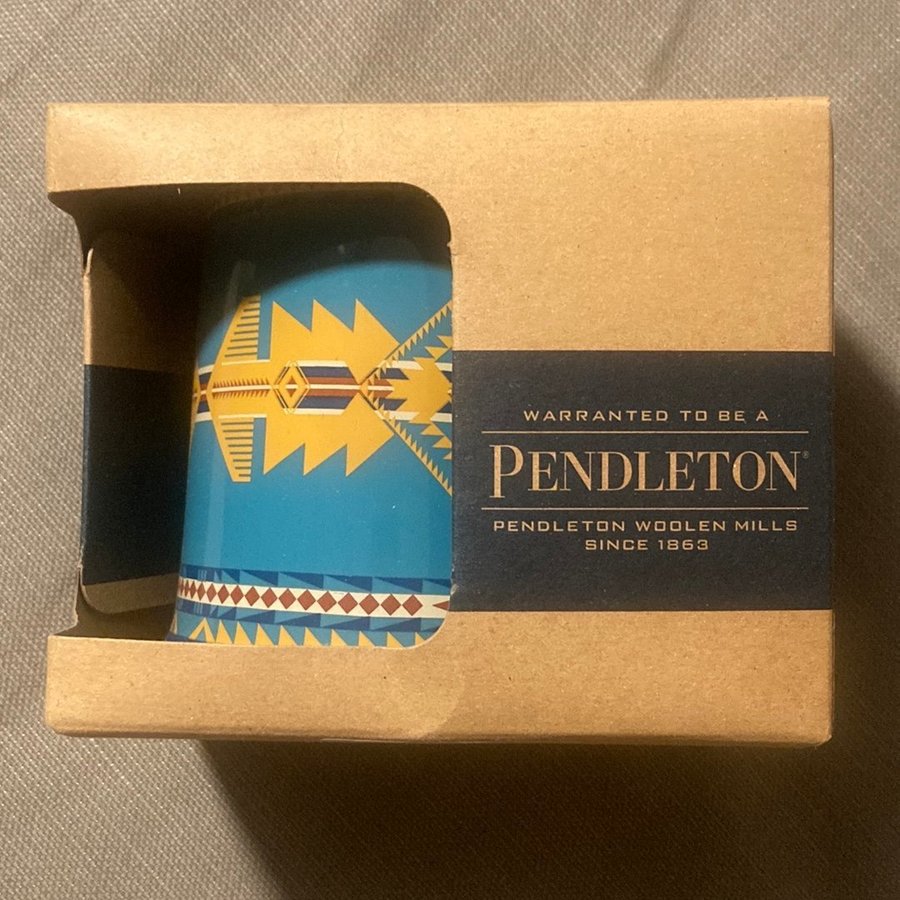 WARRANTED TO BE A
PENDLETON®
PENDLETON WOOLEN MILLS
SINCE 1863